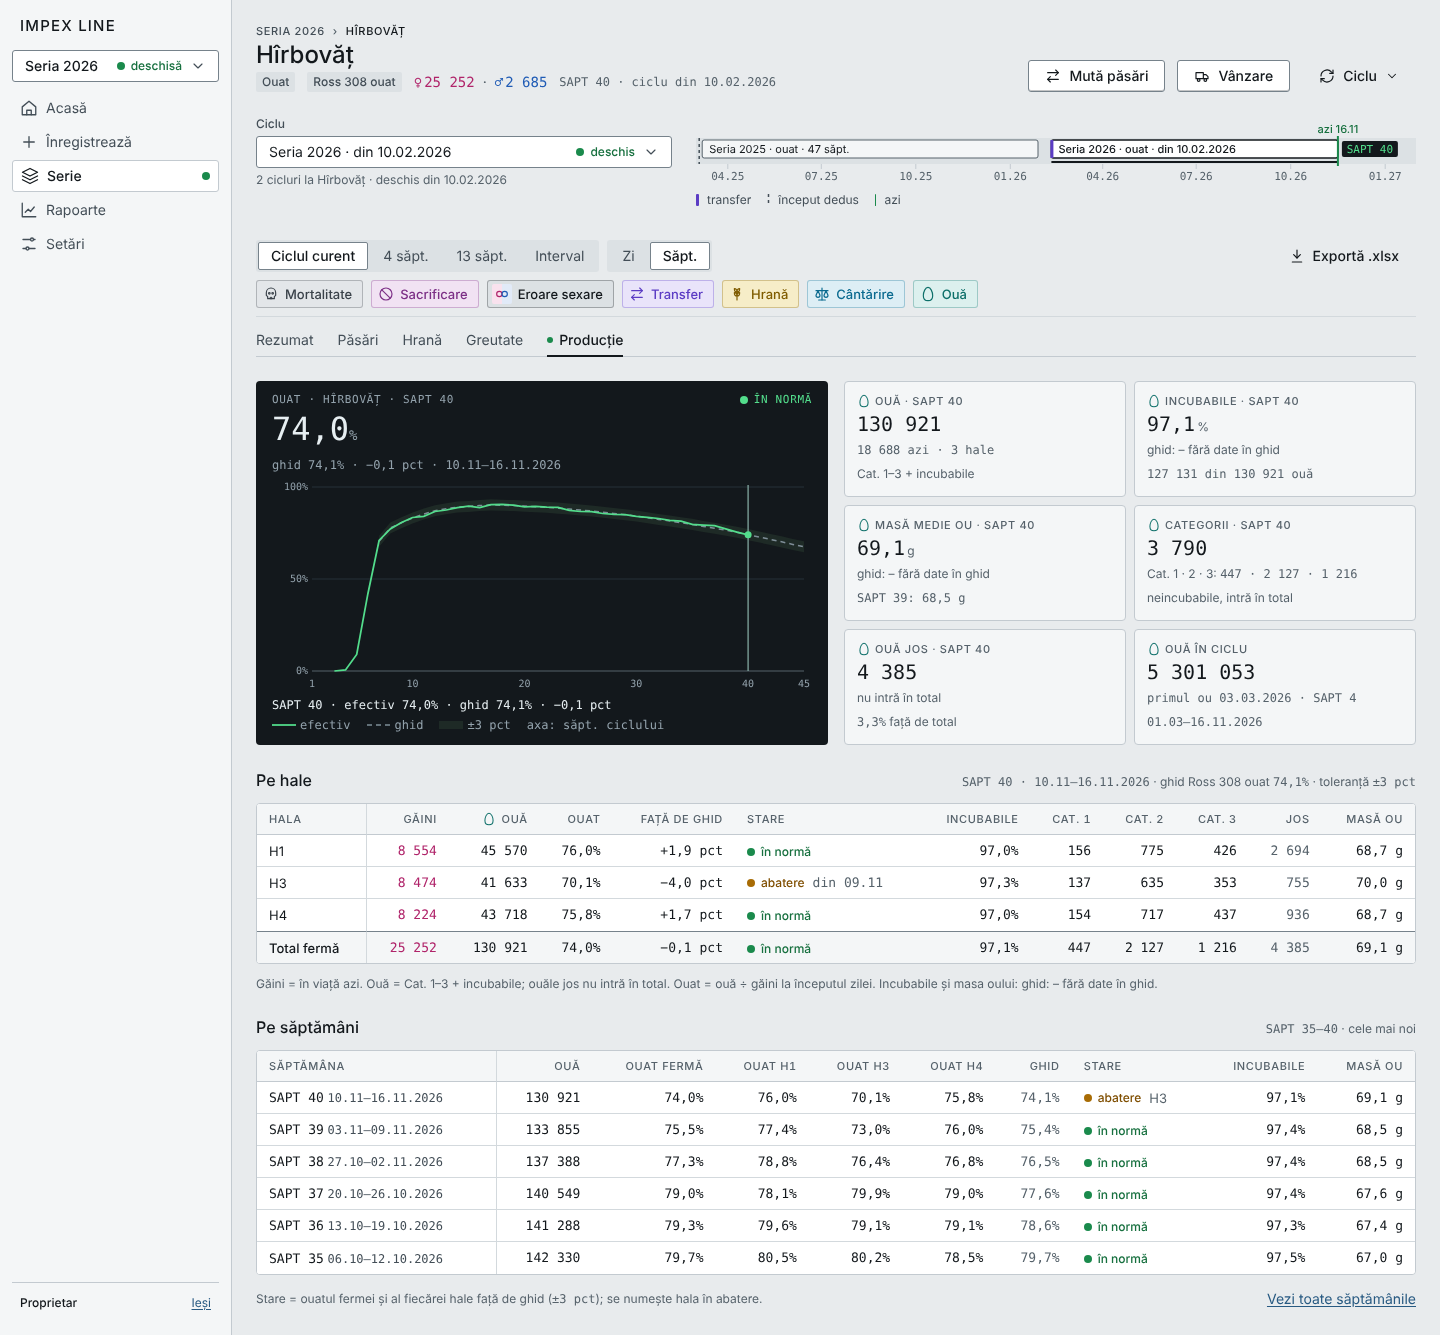 IMPEX LINE
Seria 2026 deschisă
Acasă
Înregistrează
Serie
Rapoarte
Setări
Proprietar Ieși
SERIA 2026 › HÎRBOVĂȚ
Hîrbovăț
Ouat Ross 308 ouat ♀25 252 · ♂2 685 SAPT 40 · ciclu din 10.02.2026
Mută păsări Vânzare Ciclu
Ciclu
Seria 2026 · din 10.02.2026 deschis
2 cicluri la Hîrbovăț · deschis din 10.02.2026
azi 16.11
Seria 2025 · ouat · 47 săpt. Seria 2026 · ouat · din 10.02.2026 SAPT 40
04.25 07.25 10.25 01.26 04.26 07.26 10.26 01.27
transfer început dedus azi
Ciclul curent 4 săpt. 13 săpt. Interval Zi Săpt. Exportă .xlsx
Mortalitate Sacrificare Eroare sexare Transfer Hrană Cântărire Ouă
Rezumat Păsări Hrană Greutate Producție
OUAT · HÎRBOVĂȚ · SAPT 40 ÎN NORMĂ
74,0%
ghid 74,1% · −0,1 pct · 10.11–16.11.2026
100%
50%
0%
1 10 20 30 40 45
SAPT 40 · efectiv 74,0% · ghid 74,1% · −0,1 pct
efectiv ghid ±3 pct axa: săpt. ciclului
OUĂ · SAPT 40
130 921
18 688 azi · 3 hale
Cat. 1–3 + incubabile
INCUBABILE · SAPT 40
97,1%
ghid: – fără date în ghid
127 131 din 130 921 ouă
MASĂ MEDIE OU · SAPT 40
69,1g
ghid: – fără date în ghid
SAPT 39: 68,5 g
CATEGORII · SAPT 40
3 790
Cat. 1 · 2 · 3: 447 · 2 127 · 1 216
neincubabile, intră în total
OUĂ JOS · SAPT 40
4 385
nu intră în total
3,3% față de total
OUĂ ÎN CICLU
5 301 053
primul ou 03.03.2026 · SAPT 4
01.03–16.11.2026
Pe hale SAPT 40 · 10.11–16.11.2026 · ghid Ross 308 ouat 74,1% · toleranță ±3 pct
HALA GĂINI OUĂ OUAT FAȚĂ DE GHID STARE INCUBABILE CAT. 1 CAT. 2 CAT. 3 JOS MASĂ OU
H1 8 554 45 570 76,0% +1,9 pct în normă 97,0% 156 775 426 2 694 68,7 g
H3 8 474 41 633 70,1% −4,0 pct abatere din 09.11 97,3% 137 635 353 755 70,0 g
H4 8 224 43 718 75,8% +1,7 pct în normă 97,0% 154 717 437 936 68,7 g
Total fermă 25 252 130 921 74,0% −0,1 pct în normă 97,1% 447 2 127 1 216 4 385 69,1 g
Găini = în viață azi. Ouă = Cat. 1–3 + incubabile; ouăle jos nu intră în total. Ouat = ouă ÷ găini la începutul zilei. Incubabile și masa oului: ghid: – fără date în ghid.
Pe săptămâni SAPT 35–40 · cele mai noi
SĂPTĂMÂNA OUĂ OUAT FERMĂ OUAT H1 OUAT H3 OUAT H4 GHID STARE INCUBABILE MASĂ OU
SAPT 40 10.11–16.11.2026 130 921 74,0% 76,0% 70,1% 75,8% 74,1% abatere H3 97,1% 69,1 g
SAPT 39 03.11–09.11.2026 133 855 75,5% 77,4% 73,0% 76,0% 75,4% în normă 97,4% 68,5 g
SAPT 38 27.10–02.11.2026 137 388 77,3% 78,8% 76,4% 76,8% 76,5% în normă 97,4% 68,5 g
SAPT 37 20.10–26.10.2026 140 549 79,0% 78,1% 79,9% 79,0% 77,6% în normă 97,4% 67,6 g
SAPT 36 13.10–19.10.2026 141 288 79,3% 79,6% 79,1% 79,1% 78,6% în normă 97,3% 67,4 g
SAPT 35 06.10–12.10.2026 142 330 79,7% 80,5% 80,2% 78,5% 79,7% în normă 97,5% 67,0 g
Stare = ouatul fermei și al fiecărei hale față de ghid (±3 pct); se numește hala în abatere. Vezi toate săptămânile